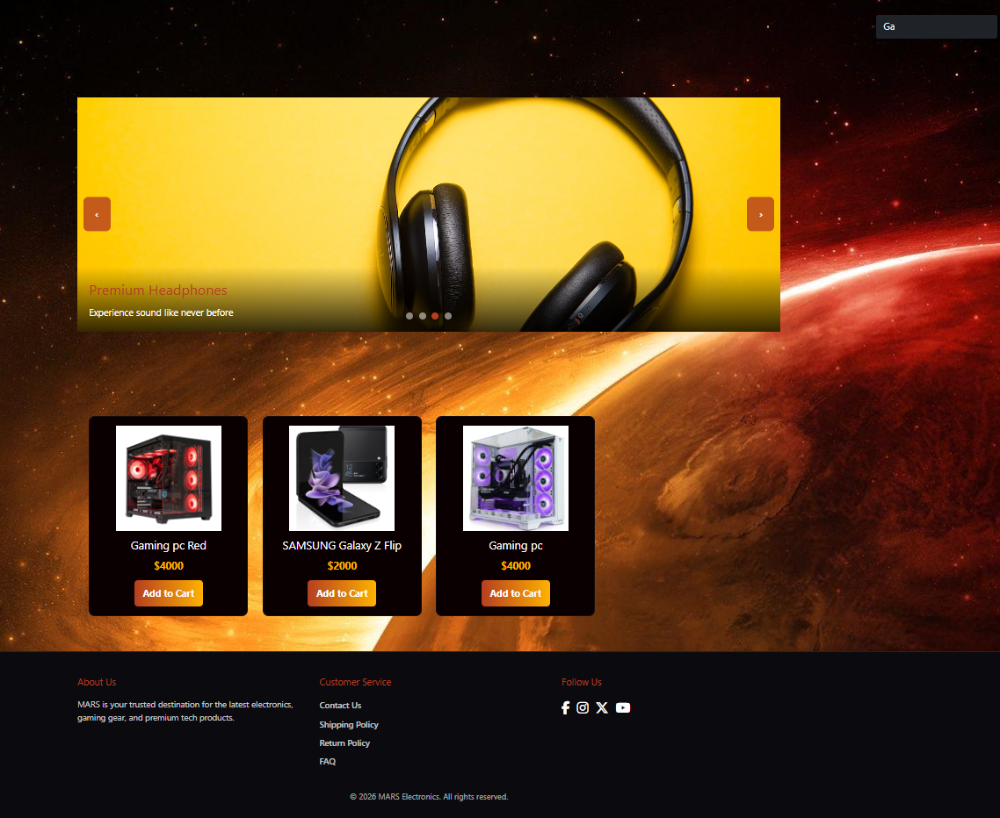 Ga
‹
›
Premium Headphones
Experience sound like never before
Gaming pc Red
$4000
Add to Cart
SAMSUNG Galaxy Z Flip
$2000
Add to Cart
Gaming pc
$4000
Add to Cart
About Us
MARS is your trusted destination for the latest electronics,
gaming gear, and premium tech products.
Customer Service
Contact Us
Shipping Policy
Return Policy
FAQ
Follow Us
© 2026 MARS Electronics. All rights reserved.